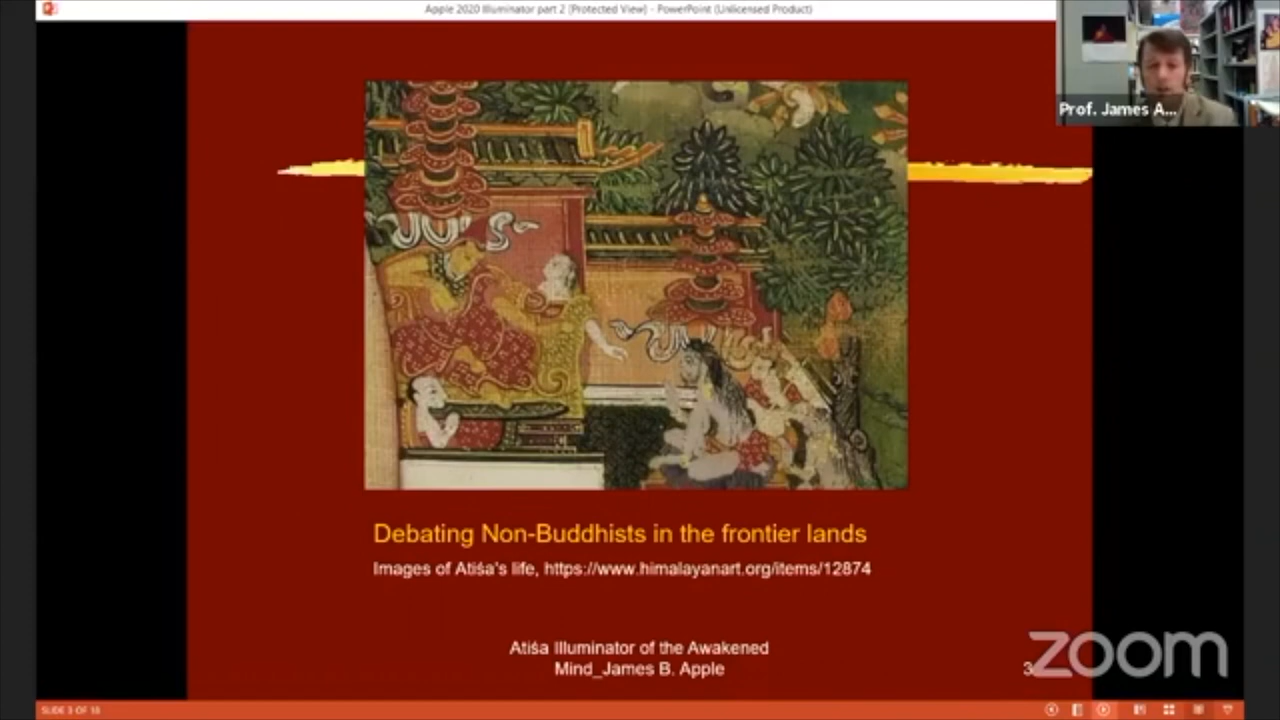 Apple 2020 Illuminator part 2 [Protected View] - PowerPoint (Unlicensed Product)
Prof. James A...
Debating Non-Buddhists in the frontier lands
Images of Atiśa's life, https://www.himalayanart.org/items/12874
Atiśa Illuminator of the Awakened
Mind_James B. Apple
3
zoom
SLIDE 3 OF 18